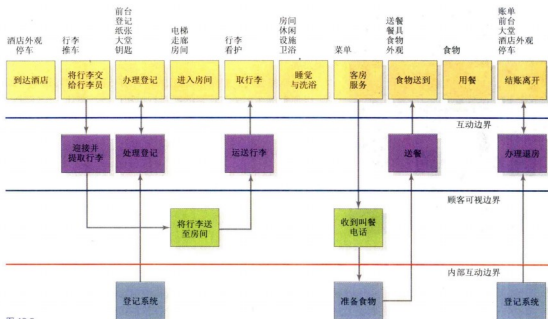 酒店外观
停车
行李
推车
前台
登记
纸张
大堂
钥匙
电梯
走廊
房间
行李
看护
房间
休闲
设施
卫浴
菜单
送餐
餐具
食物
外观
食物
账单
前台
大堂
酒店外观
停车
到达酒店
将行李交
给行李员
办理登记
进入房间
取行李
睡觉
与洗浴
客房
服务
食物送到
用餐
结账离开
互动边界
迎接并
提取行李
处理登记
运送行李
送餐
办理退房
顾客可视边界
将行李送
至房间
收到叫餐
电话
内部互动边界
登记系统
准备食物
登记系统